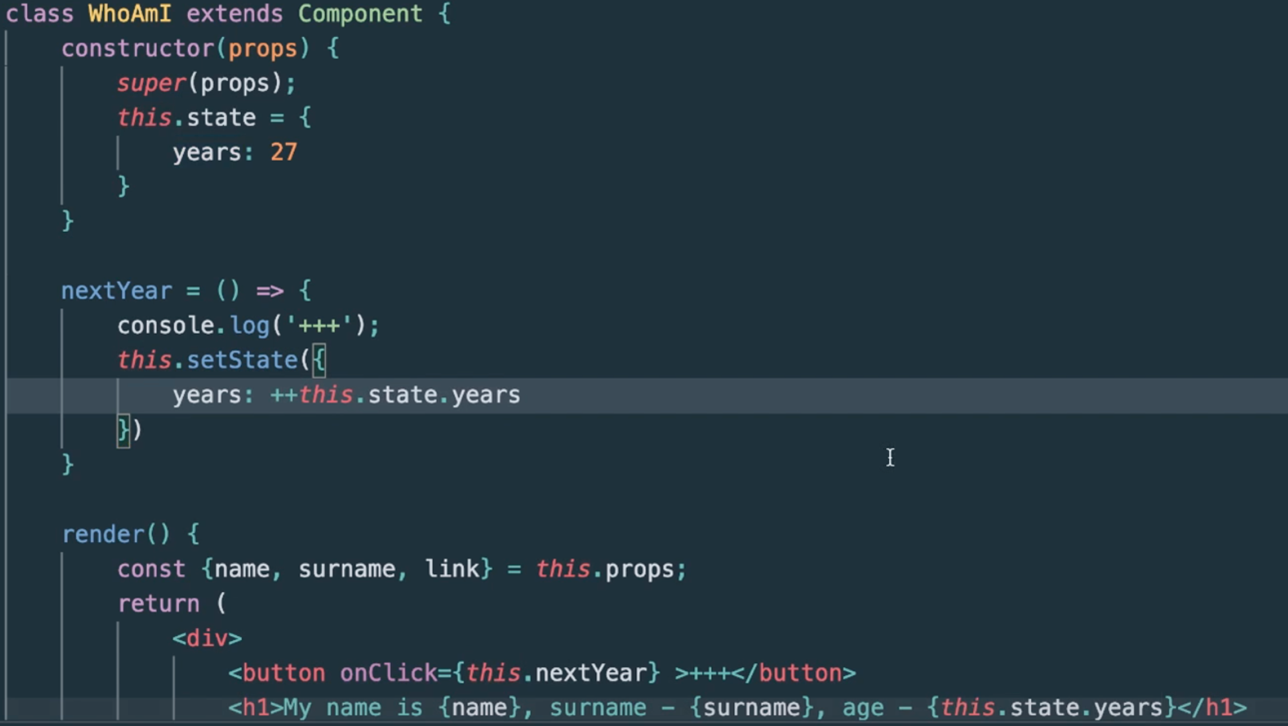 class WhoAmI extends Component {
    constructor(props) {
        super(props);
        this.state = {
            years: 27
        }
    }

    nextYear = () => {
        console.log('+++');
        this.setState({
            years: ++this.state.years
        })
    }

    render() {
        const {name, surname, link} = this.props;
        return (
            <div>
                <button onClick={this.nextYear} >+++</button>
                <h1>My name is {name}, surname - {surname}, age - {this.state.years}</h1>